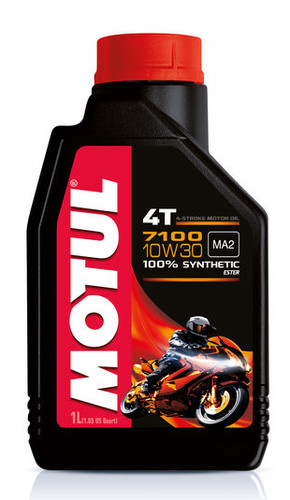 MOTUL®
4T 4-STROKE MOTOR OIL
7100
10W30 MA2
100% SYNTHETIC
ESTER
1L (1.05 US Quart)